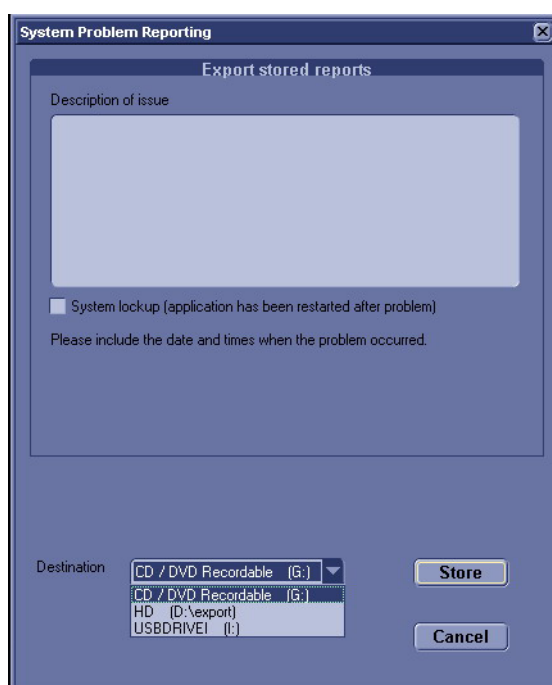 System Problem Reporting
Export stored reports
Description of issue
System lockup (application has been restarted after problem)
Please include the date and times when the problem occurred.
Destination
CD / DVD Recordable (G:)
Store
CD / DVD Recordable (G:)
HD (D:\export)
USBDRIVEI (I:)
Cancel